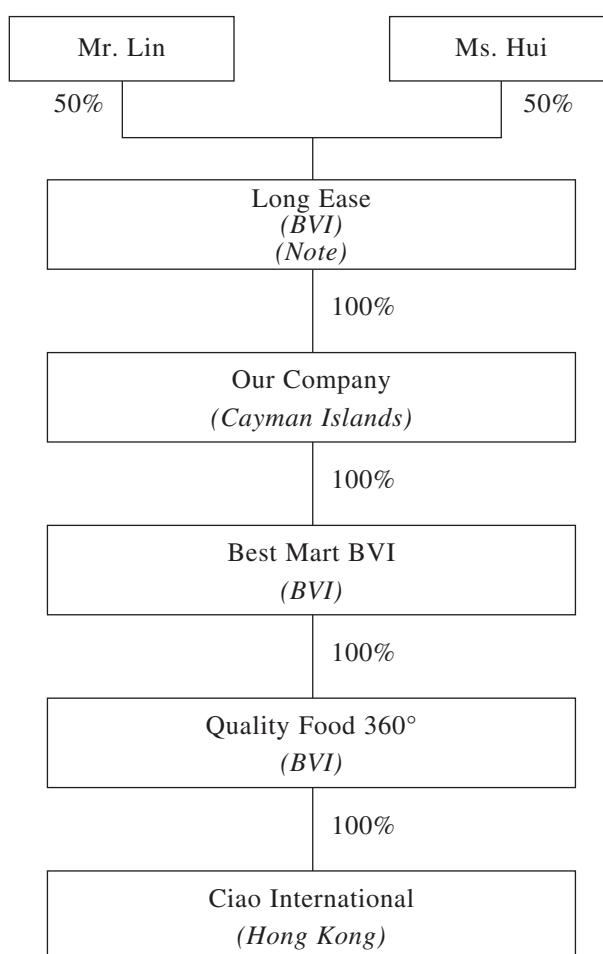 Mr. Lin
Ms. Hui
50%
50%
Long Ease
(BVI)
(Note)
100%
Our Company
(Cayman Islands)
100%
Best Mart BVI
(BVI)
100%
Quality Food 360°
(BVI)
100%
Ciao International
(Hong Kong)